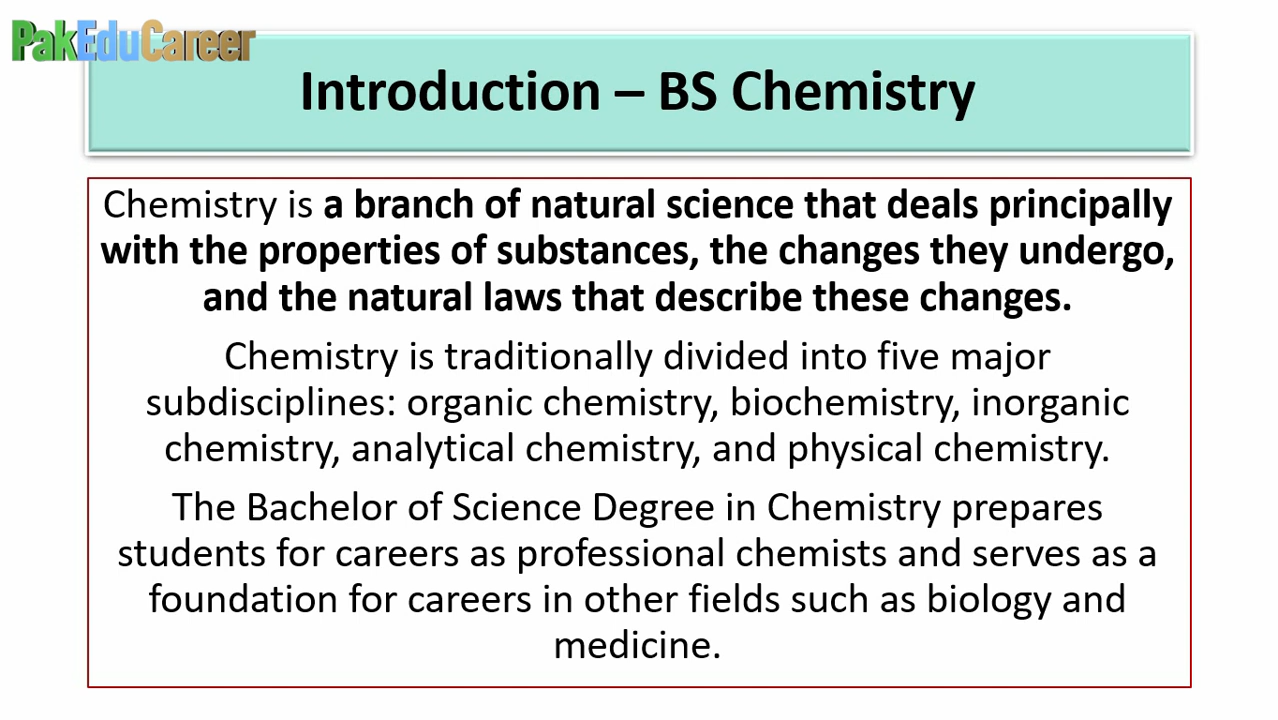 PakEduCareer
Introduction – BS Chemistry
Chemistry is a branch of natural science that deals principally
with the properties of substances, the changes they undergo,
and the natural laws that describe these changes.
Chemistry is traditionally divided into five major
subdisciplines: organic chemistry, biochemistry, inorganic
chemistry, analytical chemistry, and physical chemistry.
The Bachelor of Science Degree in Chemistry prepares
students for careers as professional chemists and serves as a
foundation for careers in other fields such as biology and
medicine.